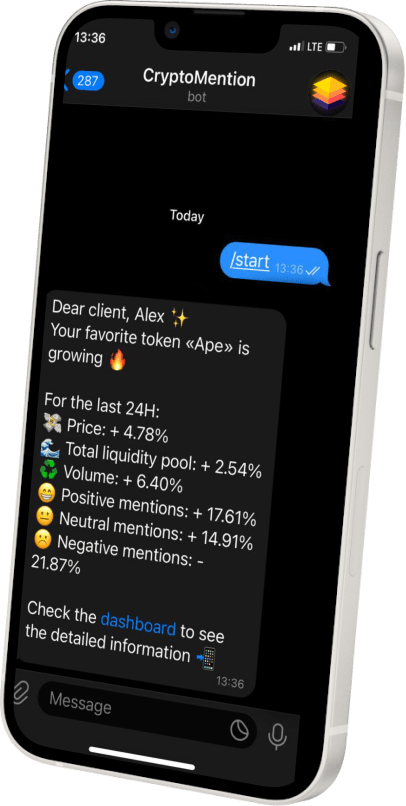 13:36
LTE
287
CryptoMention
bot
Today
/start 13:36
Dear client, Alex ✨
Your favorite token «Ape» is
growing 🔥
For the last 24H:
💸 Price: + 4.78%
🌊 Total liquidity pool: + 2.54%
♻️ Volume: + 6.40%
😁 Positive mentions: + 17.61%
😐 Neutral mentions: + 14.91%
☹️ Negative mentions: -
21.87%
Check the dashboard to see
the detailed information 📲
13:36
Message